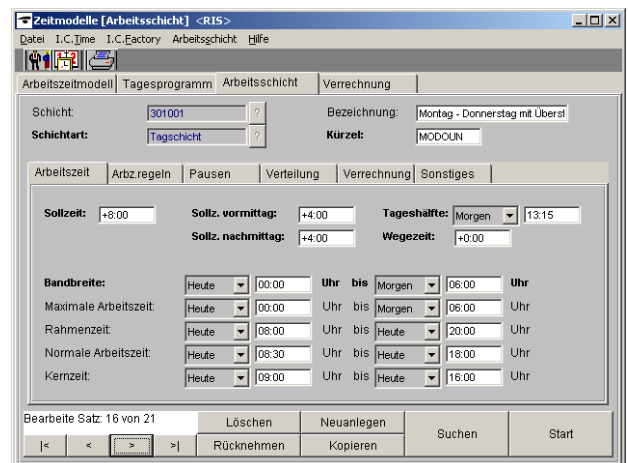 Zeitmodelle [Arbeitsschicht] <RIS>
Datei I.C.Time I.C.Factory Arbeitsschicht Hilfe
Arbeitszeitmodell Tagesprogramm Arbeitsschicht Verrechnung
Schicht: 301001 ? Bezeichnung: Montag - Donnerstag mit Überst
Schichtart: Tagschicht ? Kürzel: MODOUN
Arbeitszeit Arbz.regeln Pausen Verteilung Verrechnung Sonstiges
Sollzeit: +8:00 Sollz. vormittag: +4:00 Tageshälfte: Morgen 13:15
Sollz. nachmittag: +4:00 Wegezeit: +0:00
Bandbreite: Heute 00:00 Uhr bis Morgen 06:00 Uhr
Maximale Arbeitszeit: Heute 00:00 Uhr bis Morgen 06:00 Uhr
Rahmenzeit: Heute 08:00 Uhr bis Heute 20:00 Uhr
Normale Arbeitszeit: Heute 08:30 Uhr bis Heute 18:00 Uhr
Kernzeit: Heute 09:00 Uhr bis Heute 16:00 Uhr
Bearbeite Satz: 16 von 21 Löschen Neuanlegen Suchen Start
|< < > >| Rücknehmen Kopieren